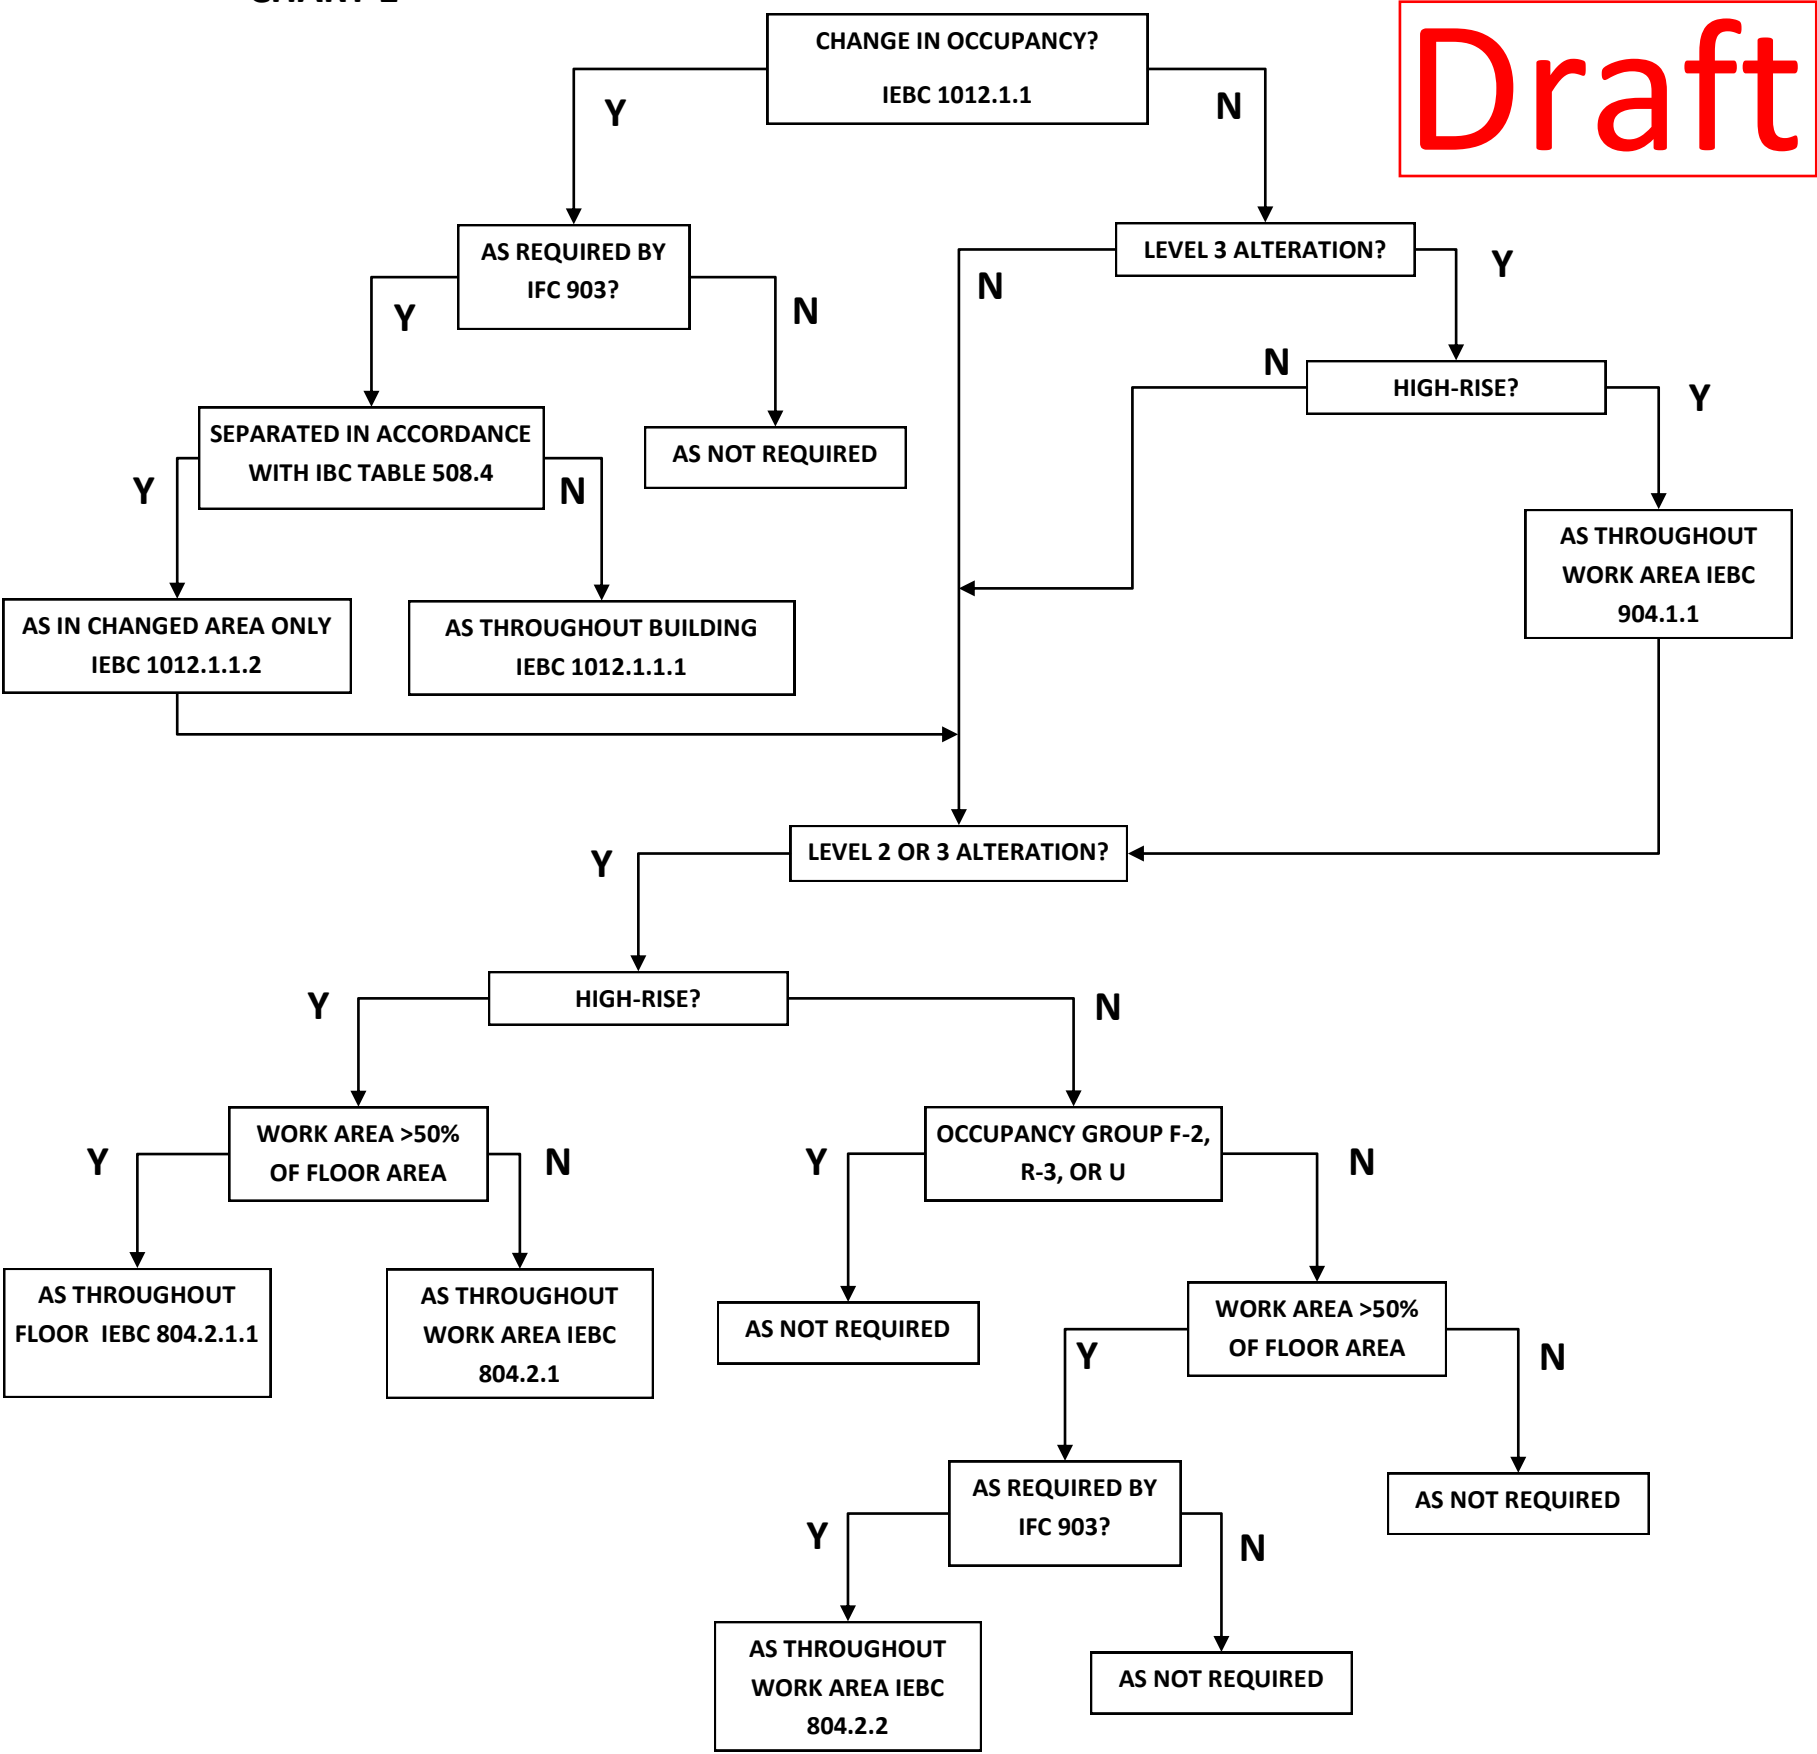 CHANGE IN OCCUPANCY?
IEBC 1012.1.1
Draft
Y
N
AS REQUIRED BY
IFC 903?
LEVEL 3 ALTERATION?
Y
N
Y
N
N
HIGH-RISE?
Y
SEPARATED IN ACCORDANCE
WITH IBC TABLE 508.4
AS NOT REQUIRED
Y
N
AS THROUGHOUT
WORK AREA IEBC
904.1.1
AS IN CHANGED AREA ONLY
IEBC 1012.1.1.2
AS THROUGHOUT BUILDING
IEBC 1012.1.1.1
LEVEL 2 OR 3 ALTERATION?
Y
HIGH-RISE?
Y
N
WORK AREA >50%
OF FLOOR AREA
OCCUPANCY GROUP F-2,
R-3, OR U
Y
N
Y
N
AS THROUGHOUT
FLOOR  IEBC 804.2.1.1
AS THROUGHOUT
WORK AREA IEBC
804.2.1
AS NOT REQUIRED
WORK AREA >50%
OF FLOOR AREA
Y
N
AS REQUIRED BY
IFC 903?
AS NOT REQUIRED
Y
N
AS THROUGHOUT
WORK AREA IEBC
804.2.2
AS NOT REQUIRED